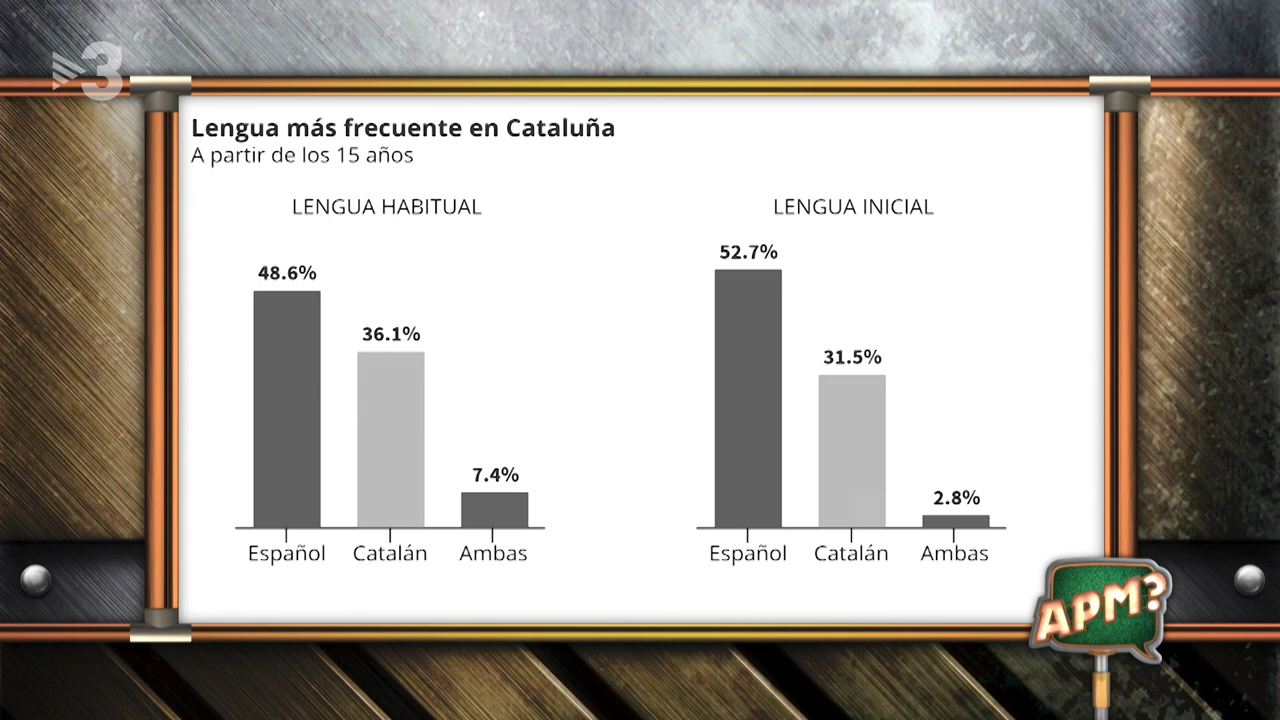 3
Lengua más frecuente en Cataluña
A partir de los 15 años
LENGUA HABITUAL
48.6%
36.1%
7.4%
Español
Catalán
Ambas
LENGUA INICIAL
52.7%
31.5%
2.8%
Español
Catalán
Ambas
APM?